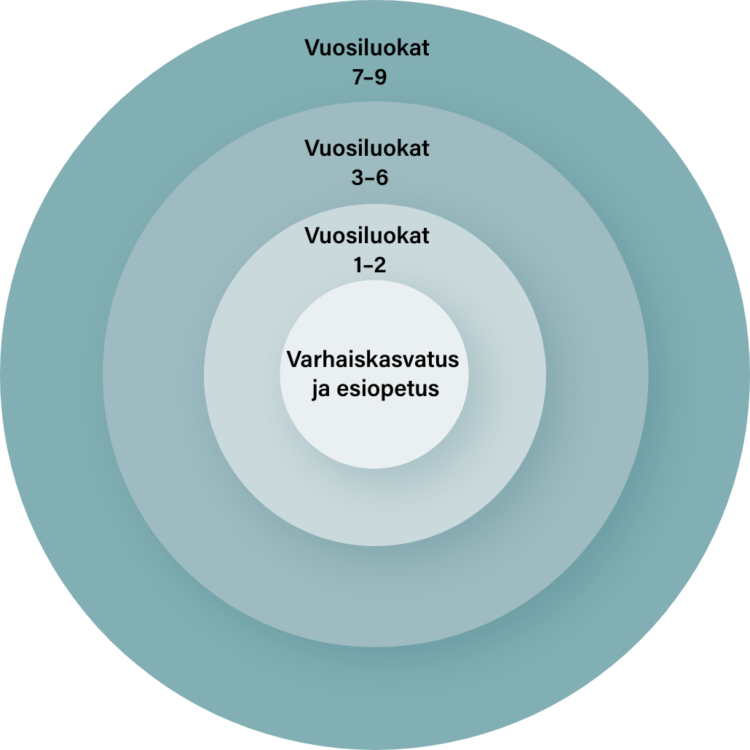 Vuosiluokat
7–9
Vuosiluokat
3–6
Vuosiluokat
1–2
Varhaiskasvatus
ja esiopetus